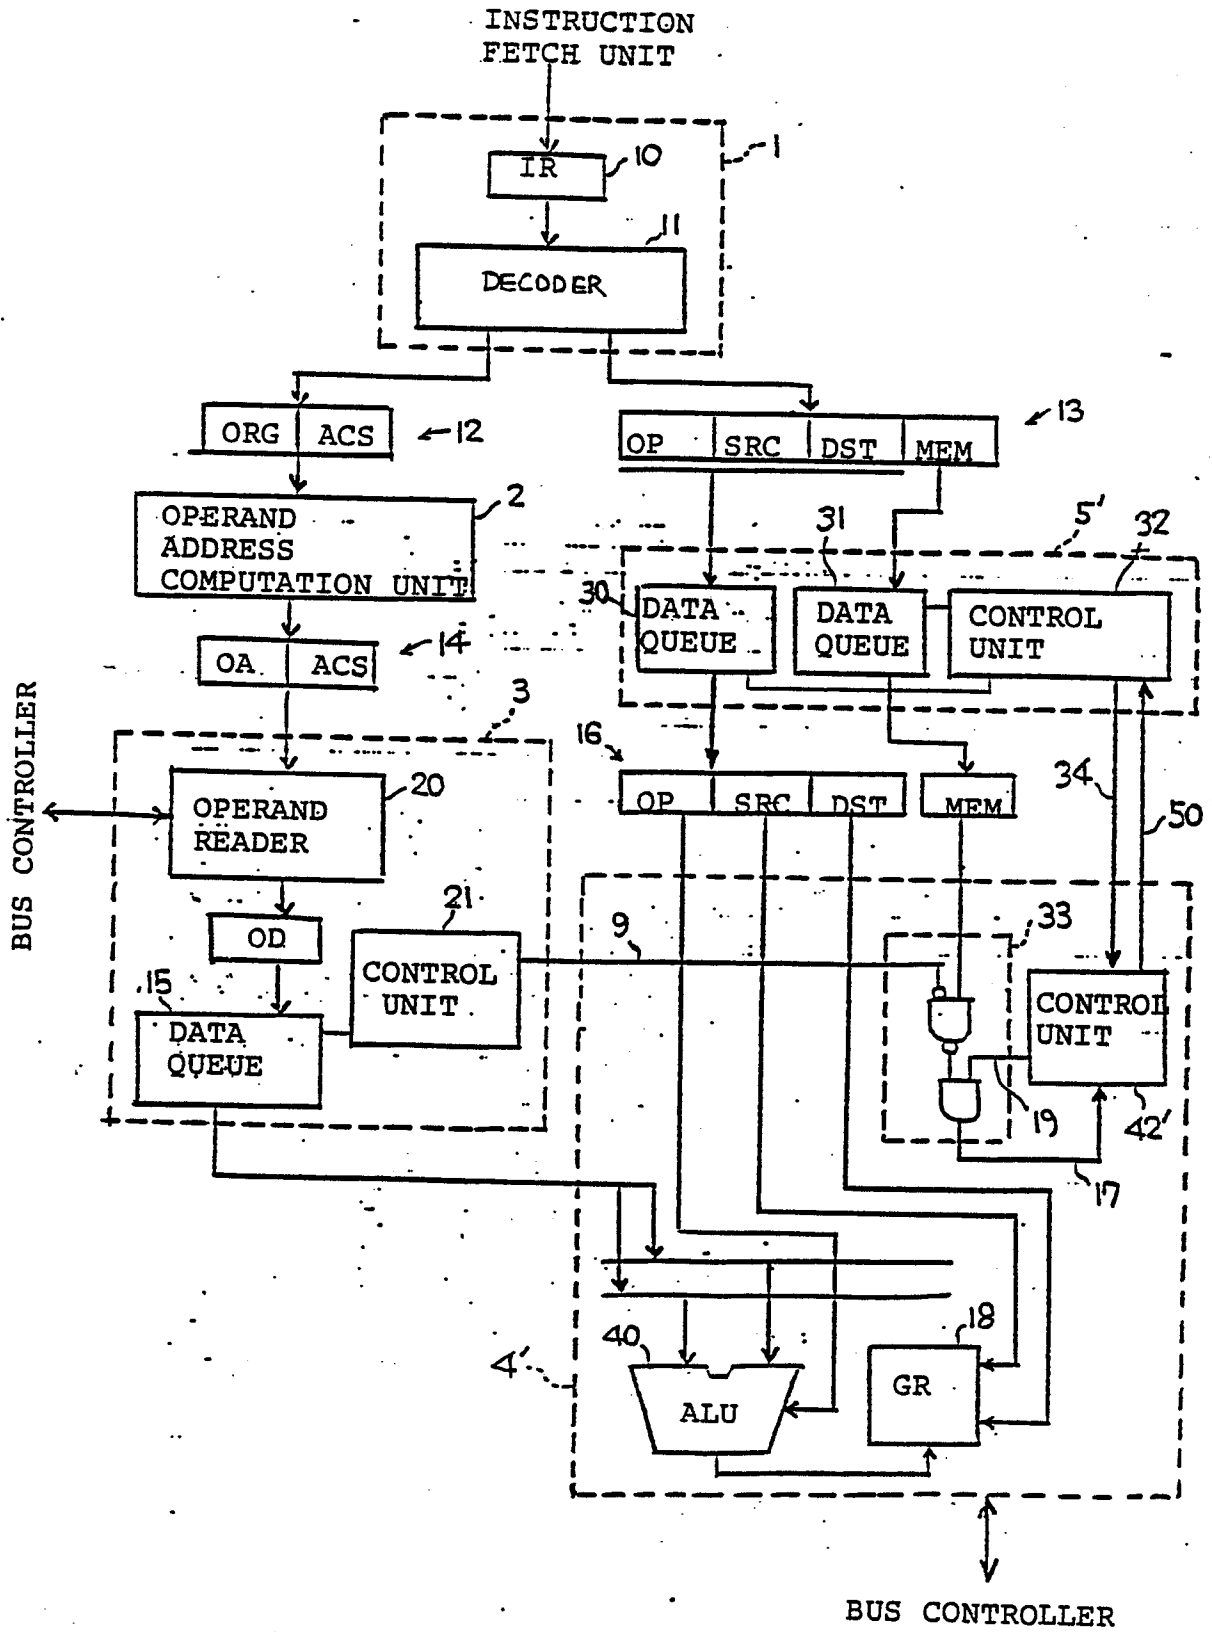 INSTRUCTION
FETCH UNIT
1
IR
10
11
DECODER
ORG ACS
12
OP SRC DST MEM
13
2
OPERAND
ADDRESS
COMPUTATION UNIT
5'
31
32
30
DATA
QUEUE
DATA
QUEUE
CONTROL
UNIT
OA ACS
14
3
16
OP SRC DST MEM
34
50
BUS CONTROLLER
20
OPERAND
READER
OD
21
CONTROL
UNIT
9
33
15
DATA
QUEUE
CONTROL
UNIT
19
42'
17
40
18
4'
ALU
GR
BUS CONTROLLER